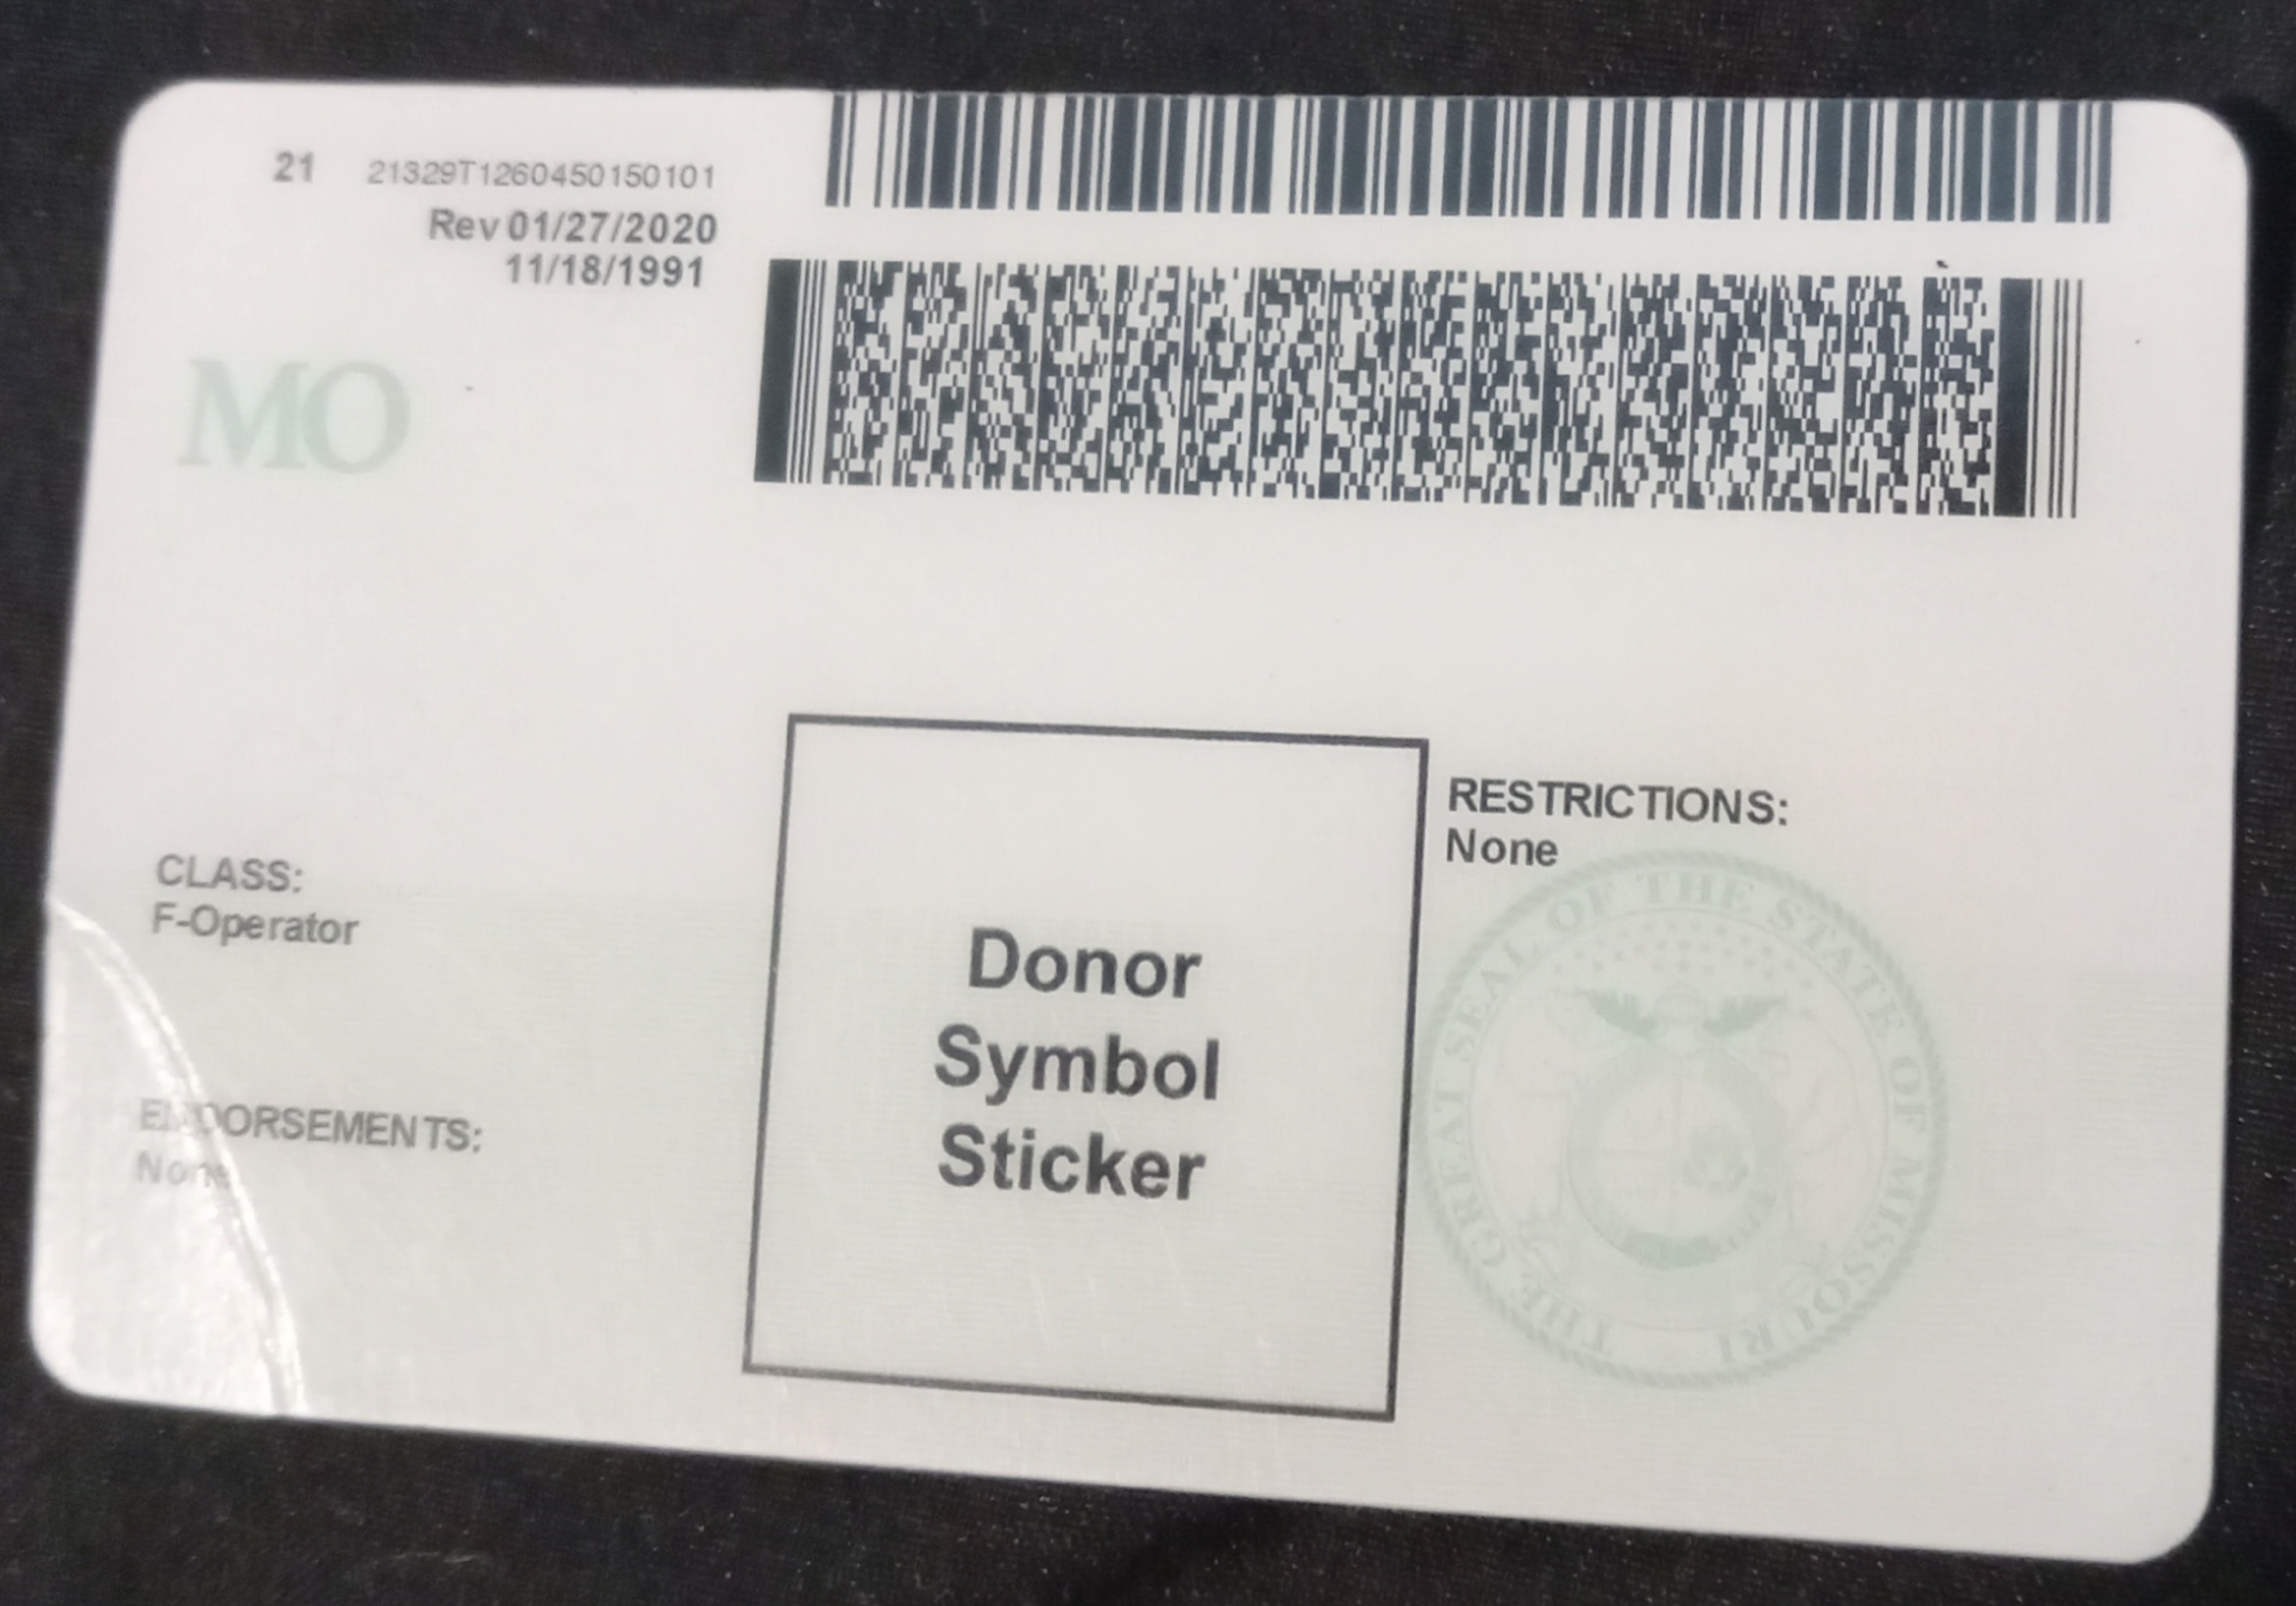 21 21329T1260450150101
Rev 01/27/2020
11/18/1991
MO
CLASS:
F-Operator
ENDORSEMENTS:
None
Donor
Symbol
Sticker
RESTRICTIONS:
None
THE GREAT SEAL OF THE STATE OF MISSOURI